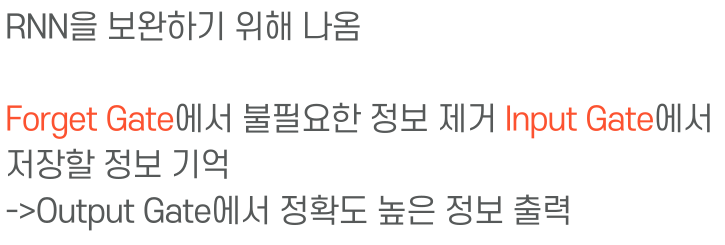 RNN을 보완하기 위해 나옴
Forget Gate에서 불필요한 정보 제거 Input Gate에서
저장할 정보 기억
->Output Gate에서 정확도 높은 정보 출력